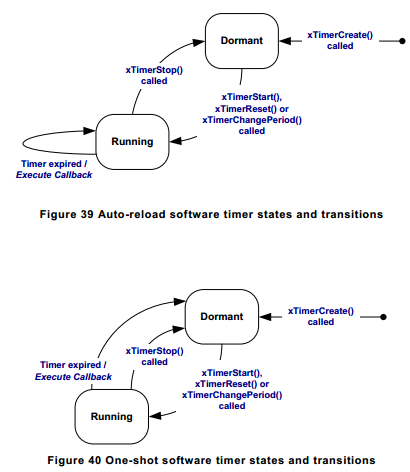 Dormant
xTimerCreate()
called
xTimerStop()
called
xTimerStart(),
xTimerReset() or
xTimerChangePeriod()
called
Running
Timer expired /
Execute Callback
Figure 39 Auto-reload software timer states and transitions
Dormant
xTimerCreate()
called
xTimerStop()
called
Timer expired /
Execute Callback
xTimerStart(),
xTimerReset() or
xTimerChangePeriod()
called
Running
Figure 40 One-shot software timer states and transitions